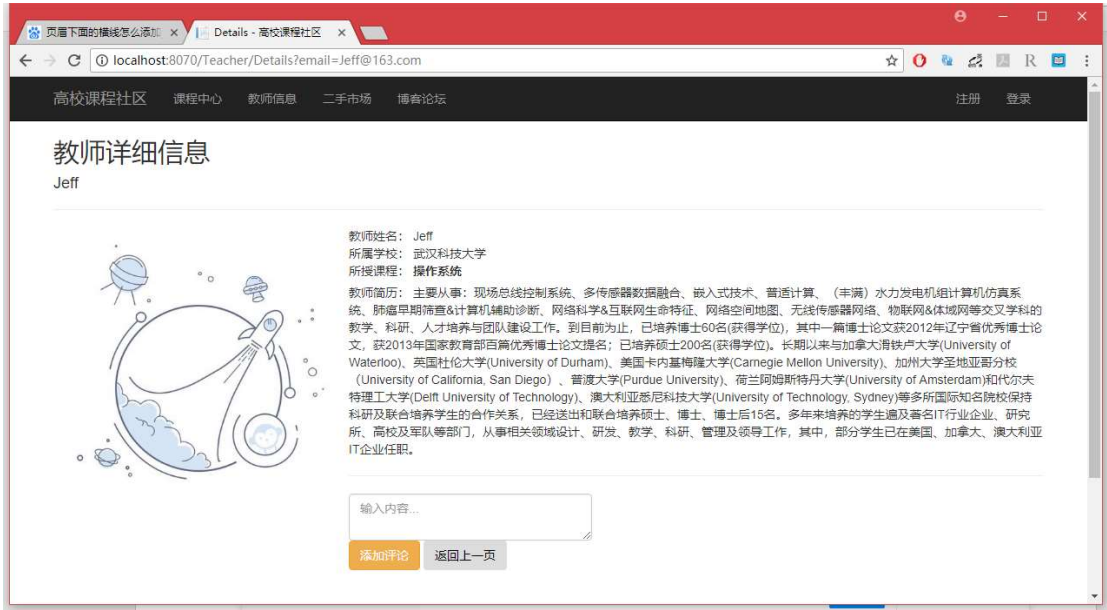 页眉下面的横线怎么添加
Details - 高校课程社区
localhost:8070/Teacher/Details?email=Jeff@163.com
高校课程社区 课程中心 教师信息 二手市场 博客论坛 注册 登录
教师详细信息
Jeff
教师姓名： Jeff
所属学校： 武汉科技大学
所授课程： 操作系统
教师简历： 主要从事：现场总线控制系统、多传感器数据融合、嵌入式技术、普适计算、（丰满）水力发电机组计算机仿真系
统、肺癌早期筛查&计算机辅助诊断、网络科学&互联网生命特征、网络空间地图、无线传感器网络、物联网&体域网等交叉学科的
教学、科研、人才培养与团队建设工作。到目前为止，已培养博士60名(获得学位)，其中一篇博士论文获2012年辽宁省优秀博士论
文，获2013年国家教育部百篇优秀博士论文提名；已培养硕士200名(获得学位)。长期以来与加拿大滑铁卢大学(University of
Waterloo)、英国杜伦大学(University of Durham)、美国卡内基梅隆大学(Carnegie Mellon University)、加州大学圣地亚哥分校
（University of California, San Diego）、普渡大学(Purdue University)、荷兰阿姆斯特丹大学(University of Amsterdam)和代尔夫
特理工大学(Delft University of Technology)、澳大利亚悉尼科技大学(University of Technology, Sydney)等多所国际知名院校保持
科研及联合培养学生的合作关系，已经送出和联合培养硕士、博士、博士后15名。多年来培养的学生遍及著名IT行业企业、研究
所、高校及军队等部门，从事相关领域设计、研发、教学、科研、管理及领导工作，其中，部分学生已在美国、加拿大、澳大利亚
IT企业任职。
输入内容...
添加评论 返回上一页